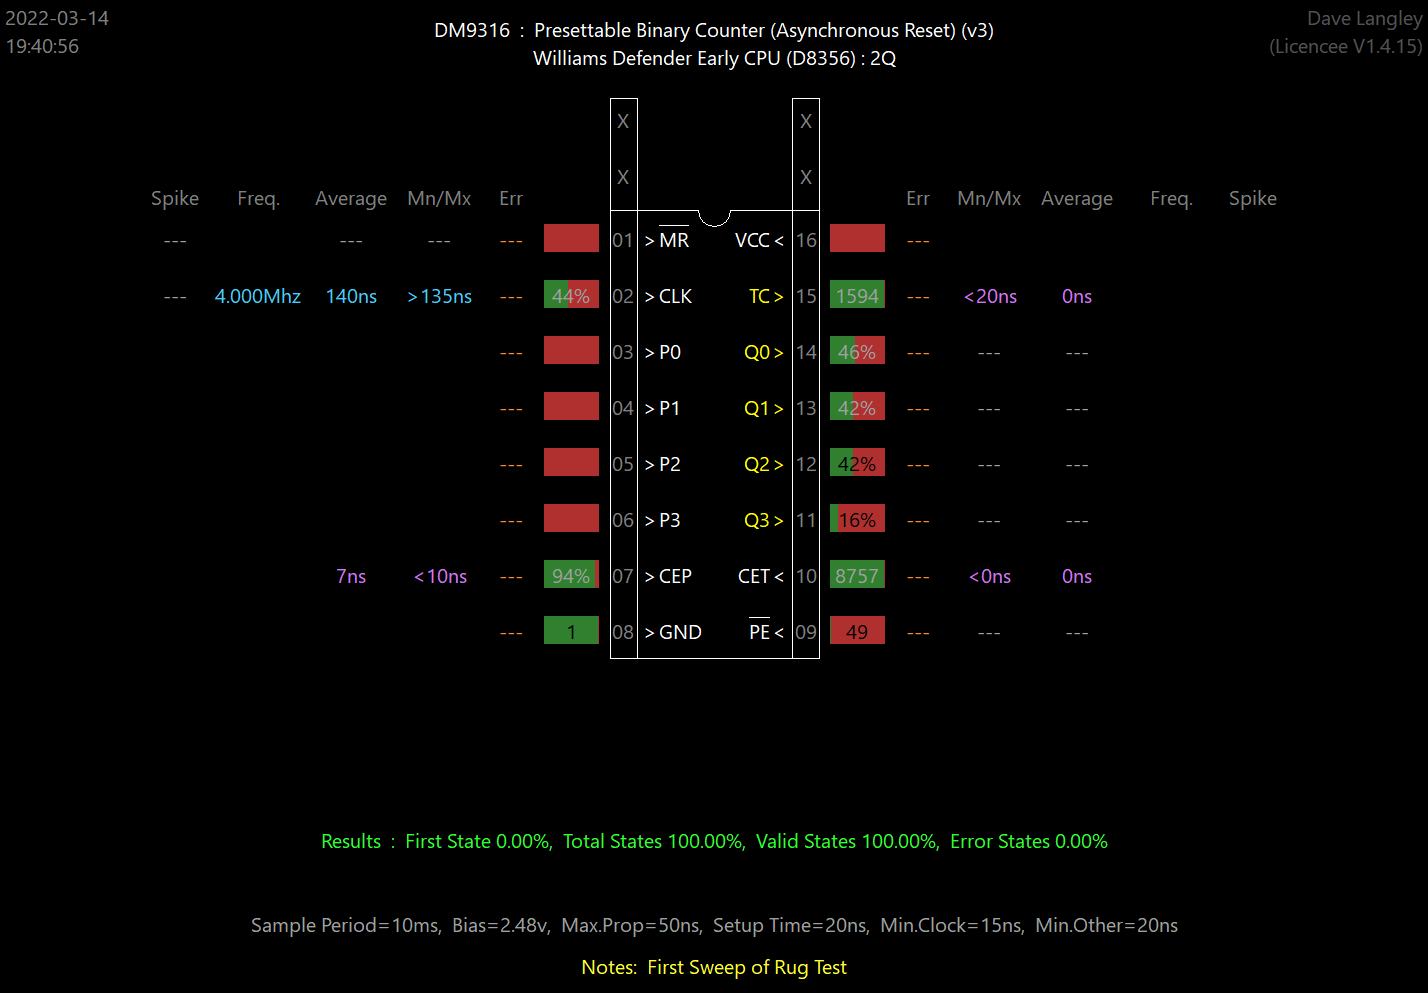 2022-03-14
19:40:56
DM9316 : Presettable Binary Counter (Asynchronous Reset) (v3)
Williams Defender Early CPU (D8356) : 2Q
Dave Langley
(Licencee V1.4.15)
X X
X X
Spike Freq. Average Mn/Mx Err Err Mn/Mx Average Freq. Spike
--- --- --- --- 01 >MR VCC< 16 ---
--- 4.000Mhz 140ns >135ns --- 44% 02 >CLK TC> 15 1594 --- <20ns 0ns
--- 03 >P0 Q0> 14 46% --- --- ---
--- 04 >P1 Q1> 13 42% --- --- ---
--- 05 >P2 Q2> 12 42% --- --- ---
--- 06 >P3 Q3> 11 16% --- --- ---
7ns <10ns --- 94% 07 >CEP CET< 10 8757 --- <0ns 0ns
--- 1 08 >GND PE< 09 49 --- --- ---
Results : First State 0.00%, Total States 100.00%, Valid States 100.00%, Error States 0.00%
Sample Period=10ms, Bias=2.48v, Max.Prop=50ns, Setup Time=20ns, Min.Clock=15ns, Min.Other=20ns
Notes: First Sweep of Rug Test